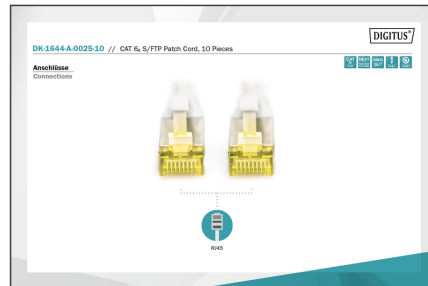 DIGITUS®
DK-1644-A-0025-10 // CAT 6A S/FTP Patch Cord, 10 Pieces
Anschlüsse
Connections
RJ45